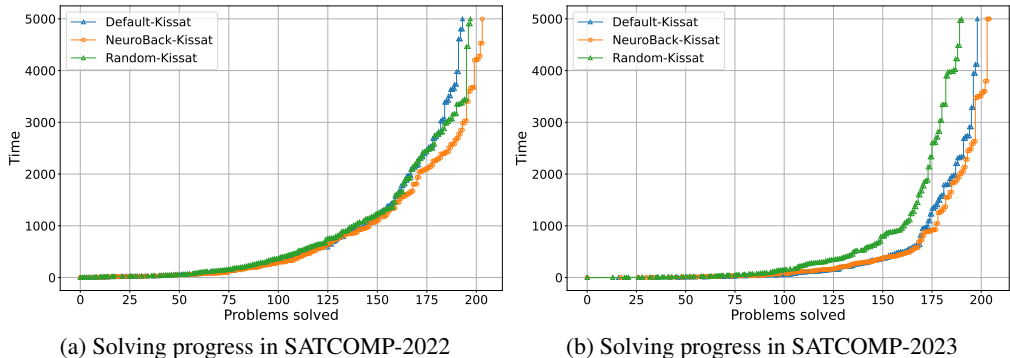 5000
4000
3000
2000
1000
0
Time
Default-Kissat
NeuroBack-Kissat
Random-Kissat
0 25 50 75 100 125 150 175 200
Problems solved
(a) Solving progress in SATCOMP-2022
5000
4000
3000
2000
1000
0
Time
Default-Kissat
NeuroBack-Kissat
Random-Kissat
0 25 50 75 100 125 150 175 200
Problems solved
(b) Solving progress in SATCOMP-2023